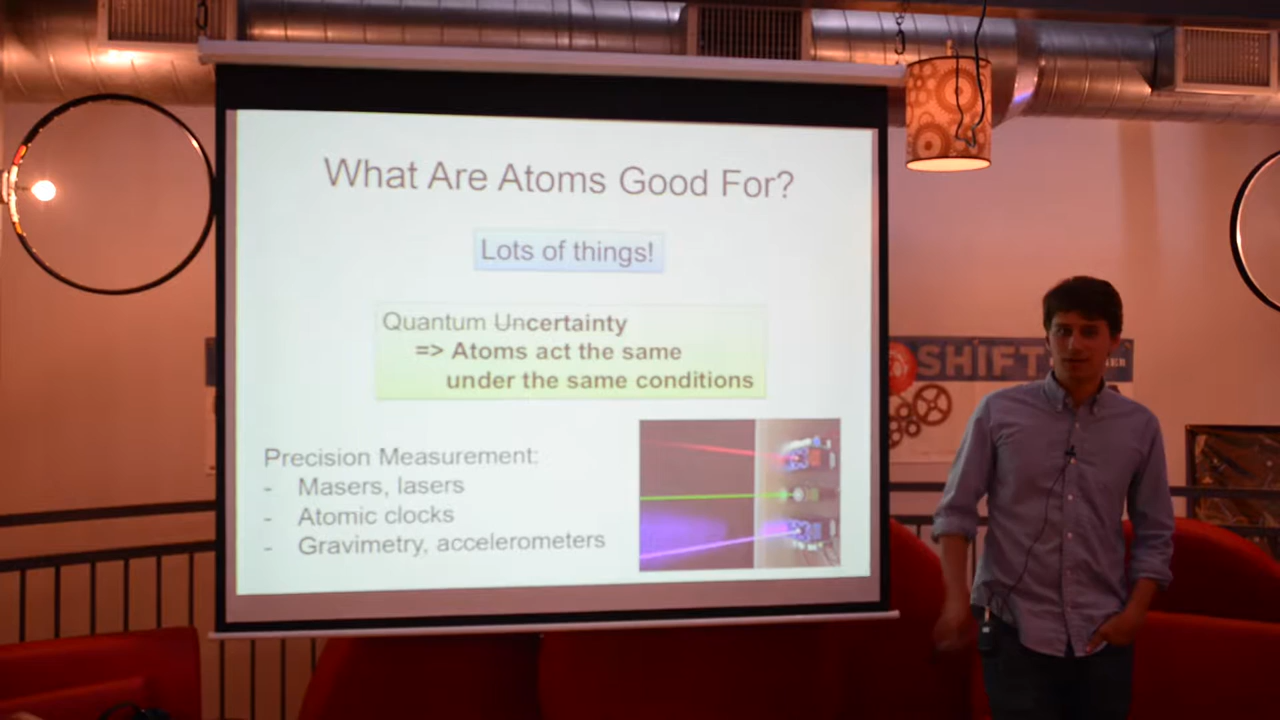 What Are Atoms Good For?
Lots of things!
Quantum Uncertainty
=> Atoms act the same
under the same conditions
Precision Measurement:
- Masers, lasers
- Atomic clocks
- Gravimetry, accelerometers
SHIFT